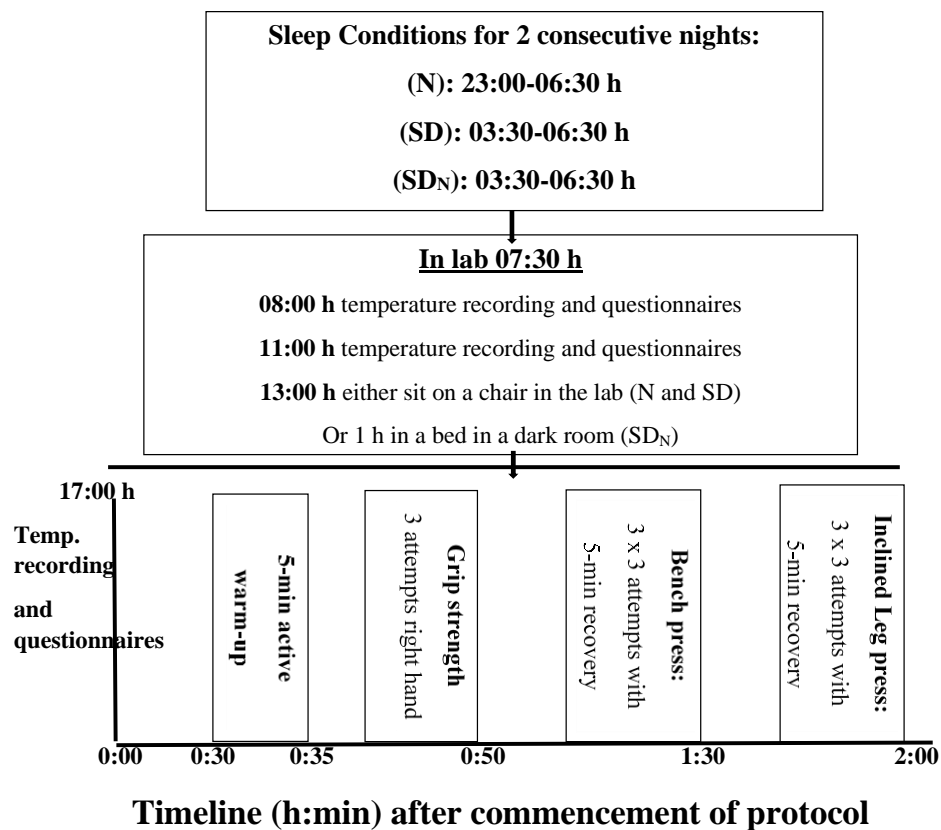 Sleep Conditions for 2 consecutive nights:
(N): 23:00-06:30 h
(SD): 03:30-06:30 h
(SDN): 03:30-06:30 h
In lab 07:30 h
08:00 h temperature recording and questionnaires
11:00 h temperature recording and questionnaires
13:00 h either sit on a chair in the lab (N and SD)
Or 1 h in a bed in a dark room (SDN)
17:00 h
Temp.
recording
and
questionnaires
5-min active
warm-up
Grip strength
3 attempts right hand
Bench press:
3 x 3 attempts with
5-min recovery
Inclined Leg press:
3 x 3 attempts with
5-min recovery
0:00
0:30
0:35
0:50
1:30
2:00
Timeline (h:min) after commencement of protocol